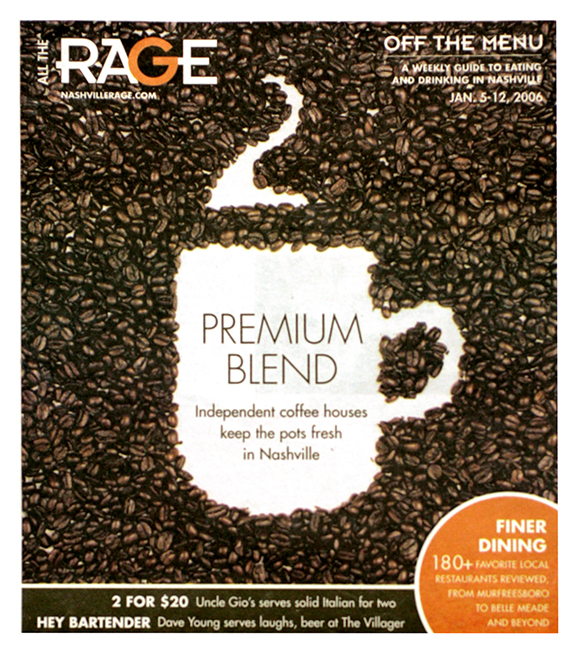 ALL THE RAGE
NASHVILLERAGE.COM
OFF THE MENU
A WEEKLY GUIDE TO EATING
AND DRINKING IN NASHVILLE
JAN. 5-12, 2006
PREMIUM
BLEND
Independent coffee houses
keep the pots fresh
in Nashville
FINER
DINING
180+ FAVORITE LOCAL
RESTAURANTS REVIEWED,
FROM MURFREESBORO
TO BELLE MEADE
AND BEYOND
2 FOR $20 Uncle Gio's serves solid Italian for two
HEY BARTENDER Dave Young serves laughs, beer at The Villager